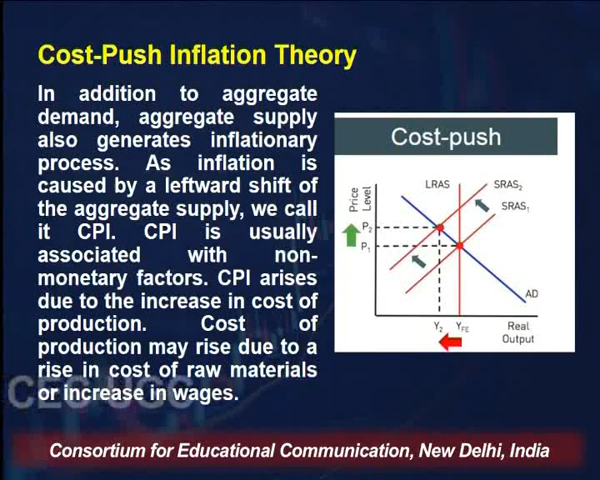 Cost-Push Inflation Theory
In addition to aggregate
demand, aggregate supply
also generates inflationary
process. As inflation is
caused by a leftward shift of
the aggregate supply, we call
it CPI. CPI is usually
associated with non-
monetary factors. CPI arises
due to the increase in cost of
production. Cost of
production may rise due to a
rise in cost of raw materials
or increase in wages.
Cost-push
Price
Level
LRAS
SRAS₂
SRAS₁
P₂
P₁
AD
Y₂
Y_FE
Real
Output
CEC UGC
Consortium for Educational Communication, New Delhi, India